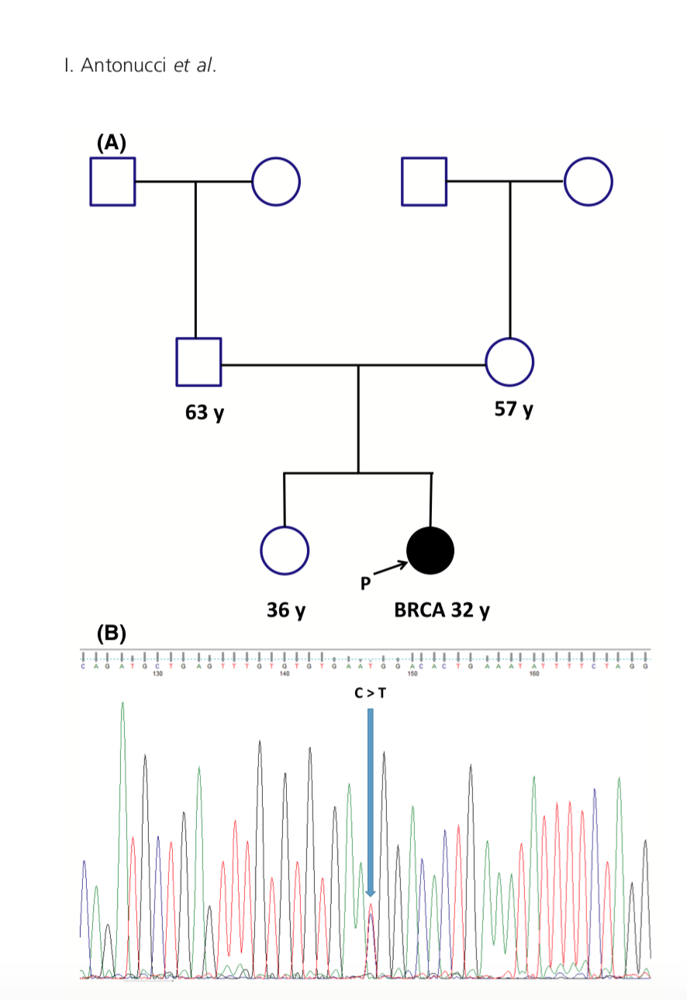 I. Antonucci et al.
(A)
63 y
57 y
P
36 y
BRCA 32 y
(B)
C A G A T G C T G A G T T T G T G T G T G A A T G G A C A C T G A A A T A T T T T C T A G G
130 140 150 160
C > T